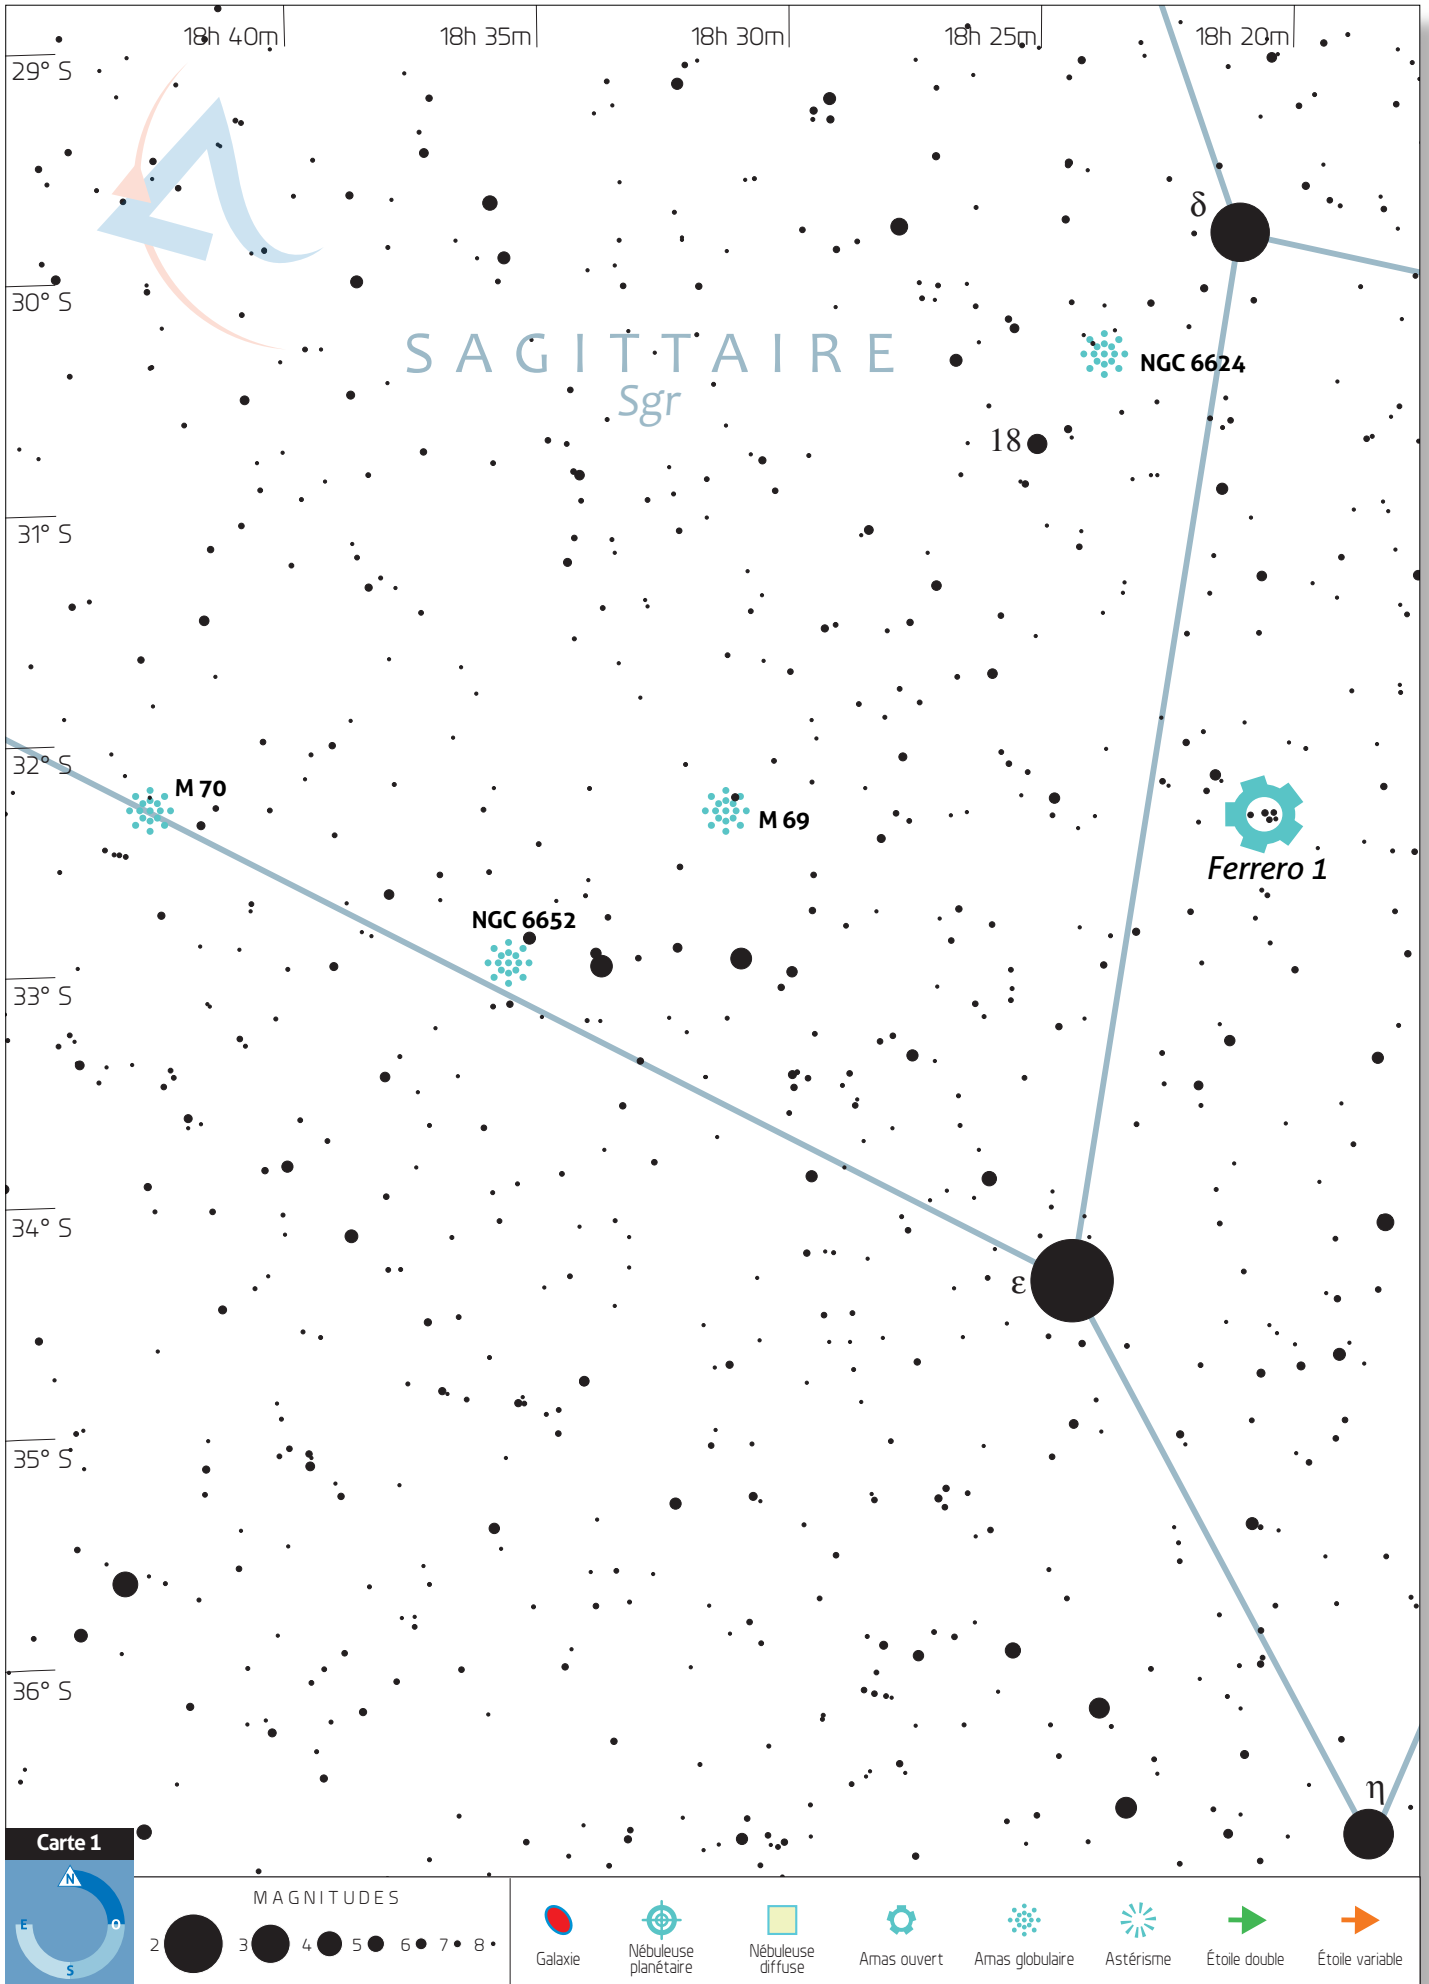 18h 40m 18h 35m 18h 30m 18h 25m 18h 20m
29° S
δ
30° S
SAGITTAIRE
Sgr
NGC 6624
18
31° S
32° S
M 70
M 69
Ferrero 1
NGC 6652
33° S
34° S
ε
35° S
36° S
η
Carte 1
N
E O
S
MAGNITUDES
2 3 4 5 6 7 8
Galaxie
Nébuleuse
planétaire
Nébuleuse
diffuse
Amas ouvert
Amas globulaire
Astérisme
Étoile double
Étoile variable